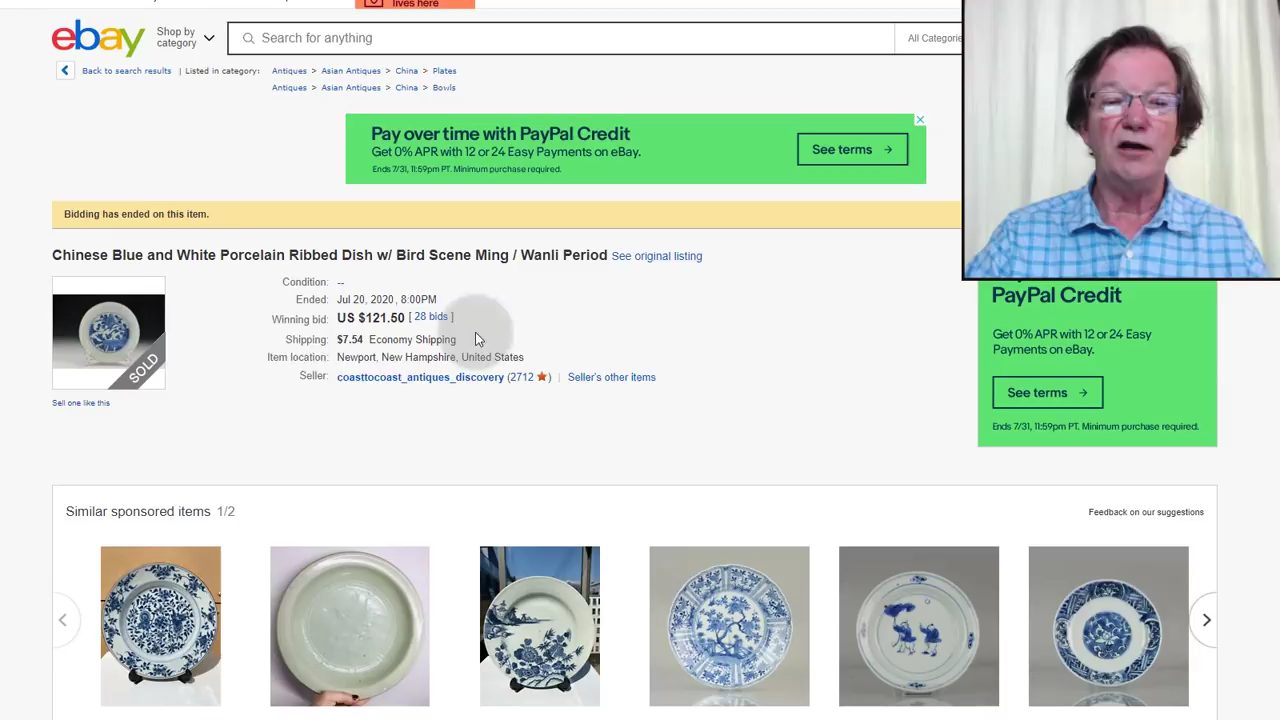 lives here
ebay
Shop by category
Search for anything
All Categorie
Back to search results | Listed in category: Antiques > Asian Antiques > China > Plates
Antiques > Asian Antiques > China > Bowls
Pay over time with PayPal Credit
Get 0% APR with 12 or 24 Easy Payments on eBay.
Ends 7/31, 11:59pm PT. Minimum purchase required.
See terms
Bidding has ended on this item.
Chinese Blue and White Porcelain Ribbed Dish w/ Bird Scene Ming / Wanli Period See original listing
SOLD
Sell one like this
Condition: --
Ended: Jul 20, 2020 , 8:00PM
Winning bid: US $121.50 [ 28 bids ]
Shipping: $7.54 Economy Shipping
Item location: Newport, New Hampshire, United States
Seller: coasttocoast_antiques_discovery (2712 ) | Seller's other items
PayPal Credit
Get 0% APR with 12 or 24
Easy Payments on eBay.
See terms
Ends 7/31, 11:59pm PT. Minimum purchase required.
Similar sponsored items 1/2
Feedback on our suggestions